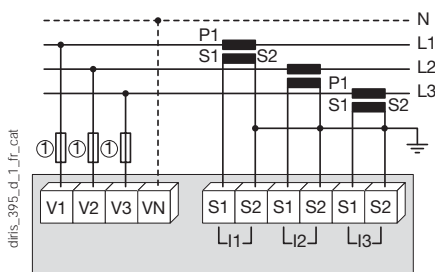 N
P1 L1
S1 S2
L2
P1
L3
S1 S2
① ① ①
V1 V2 V3 VN S1 S2 S1 S2 S1 S2
I1 I2 I3
diris_395_d_1_fr_cat